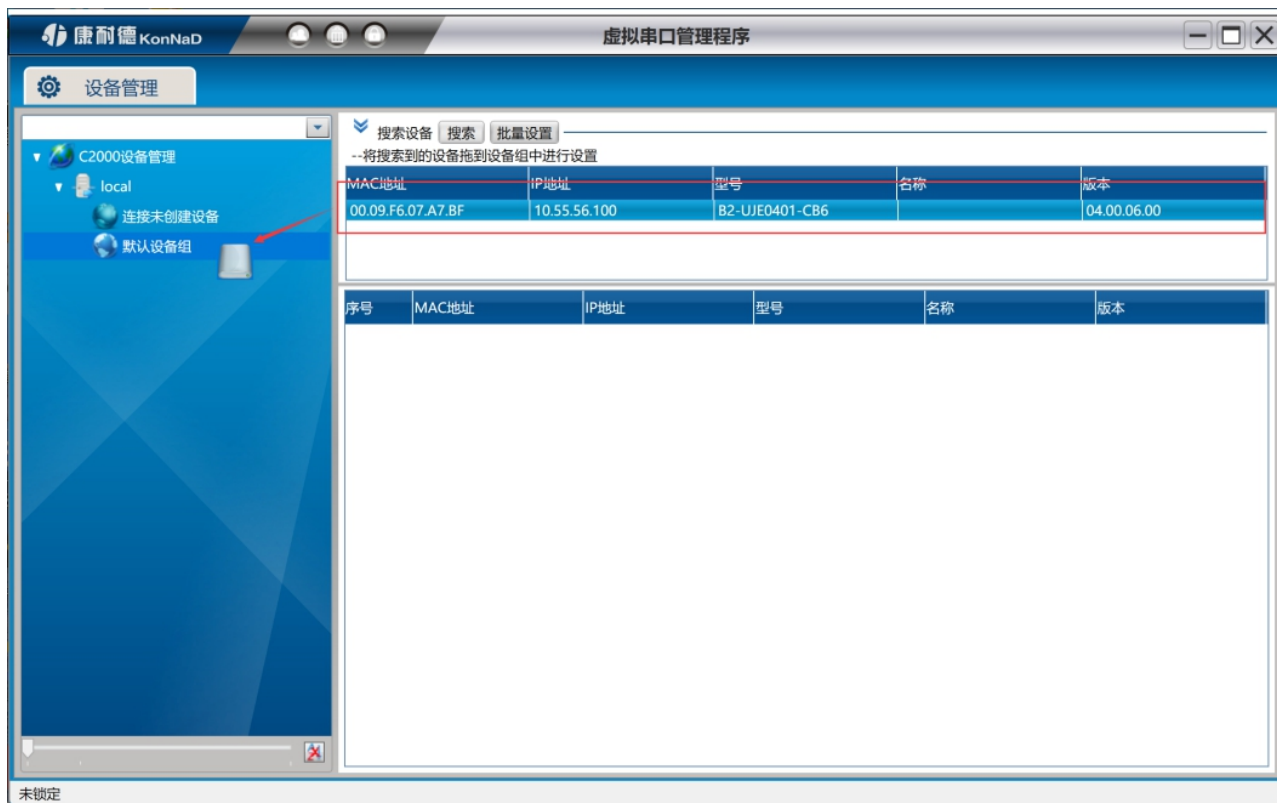 康耐德 KonNaD
虚拟串口管理程序
设备管理
搜索设备 搜索 批量设置
--将搜索到的设备拖到设备组中进行设置
C2000设备管理
local
连接未创建设备
默认设备组
MAC地址 IP地址 型号 名称 版本
00.09.F6.07.A7.BF 10.55.56.100 B2-UJE0401-CB6 04.00.06.00
序号 MAC地址 IP地址 型号 名称 版本
未锁定